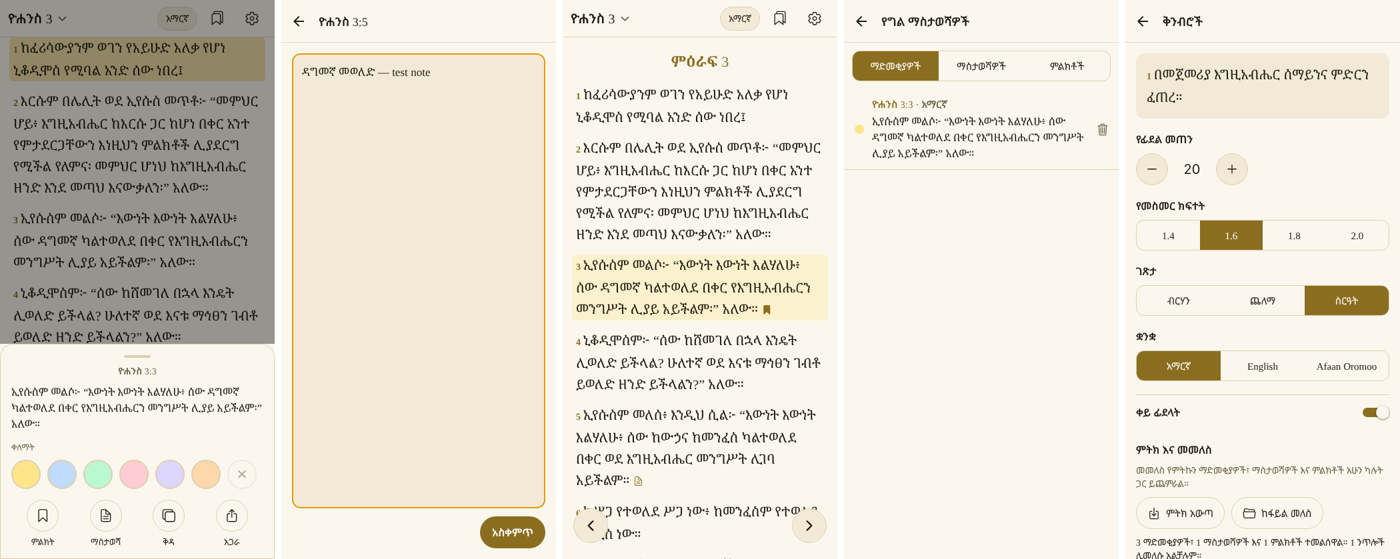 ዮሐንስ 3
አማርኛ
1 ከፈሪሳውያንም ወገን የአይሁድ አለቃ የሆነ
ኒቆዲሞስ የሚባል አንድ ሰው ነበረ፤
2 እርሱም በሌሊት ወደ ኢየሱስ መጥቶ፦ “መምህር
ሆይ፥ እግዚአብሔር ከእርሱ ጋር ከሆነ በቀር አንተ
የምታደርጋቸውን እነዚህን ምልክቶች ሊያደርግ
የሚችል የለምና፡ መምህር ሆነህ ከእግዚአብሔር
ዘንድ እንደ መጣህ እናውቃለን፡” አለው።
3 ኢየሱስም መልሶ፦ “እውነት እውነት እልሃለሁ፥
ሰው ዳግመኛ ካልተወለደ በቀር የእግዚአብሔርን
መንግሥት ሊያይ አይችልም፡” አለው።
4 ኒቆዲሞስም፦ “ሰው ከሸመገለ በኋላ እንዴት
ሊወለድ ይችላል? ሁለተኛ ወደ እናቱ ማኅፀን ገብቶ
ይወለድ ዘንድ ይችላልን?” አለው።
ዮሐንስ 3:3
ኢየሱስም መልሶ፦ “እውነት እውነት እልሃለሁ፥ ሰው ዳግመኛ
ካልተወለደ በቀር የእግዚአብሔርን መንግሥት ሊያይ አይችልም፡”
አለው።
ቀለማት
ምልክት
ማስታወሻ
ቅዳ
አጋራ
ዮሐንስ 3:5
ዳግመኛ መወለድ — test note
አስቀምጥ
ዮሐንስ 3
አማርኛ
ምዕራፍ 3
1 ከፈሪሳውያንም ወገን የአይሁድ አለቃ የሆነ
ኒቆዲሞስ የሚባል አንድ ሰው ነበረ፤
2 እርሱም በሌሊት ወደ ኢየሱስ መጥቶ፦ “መምህር
ሆይ፥ እግዚአብሔር ከእርሱ ጋር ከሆነ በቀር አንተ
የምታደርጋቸውን እነዚህን ምልክቶች ሊያደርግ
የሚችል የለምና፡ መምህር ሆነህ ከእግዚአብሔር
ዘንድ እንደ መጣህ እናውቃለን፡” አለው።
3 ኢየሱስም መልሶ፦ “እውነት እውነት እልሃለሁ፥
ሰው ዳግመኛ ካልተወለደ በቀር የእግዚአብሔርን
መንግሥት ሊያይ አይችልም፡” አለው።
4 ኒቆዲሞስም፦ “ሰው ከሸመገለ በኋላ እንዴት
ሊወለድ ይችላል? ሁለተኛ ወደ እናቱ ማኅፀን ገብቶ
ይወለድ ዘንድ ይችላልን?” አለው።
5 ኢየሱስም መለሰ፥ እንዲህ ሲል፦ “እውነት እውነት
እልሃለሁ፥ ሰው ከውኃና ከመንፈስ ካልተወለደ
በቀር ወደ እግዚአብሔር መንግሥት ሊገባ
አይችልም።
ሥጋ የተወለደ ሥጋ ነው፥ ከመንፈስም የተወለደ
ነው።
የግል ማስታወሻዎች
ማድመቂያዎች
ማስታወሻዎች
ምልክቶች
ዮሐንስ 3:3 · አማርኛ
ኢየሱስም መልሶ፦ “እውነት እውነት እልሃለሁ፥ ሰው
ዳግመኛ ካልተወለደ በቀር የእግዚአብሔርን መንግሥት
ሊያይ አይችልም፡” አለው።
ቅንብሮች
1 በመጀመሪያ እግዚአብሔር ሰማይንና ምድርን
ፈጠረ።
የፊደል መጠን
20
የመስመር ክፍተት
1.4
1.6
1.8
2.0
ገጽታ
ብርሃን
ጨለማ
ስርዓት
ቋንቋ
አማርኛ
English
Afaan Oromoo
ቀይ ፊደላት
ምትክ እና መመለስ
መመለስ የምትኩን ማድመቂያዎች፣ ማስታወሻዎች እና ምልክቶች አሁን ካሉት
ጋር ይጨምራል።
ምትክ አውጣ
ከፋይል መለስ
3 ማድመቂያዎች፣ 1 ማስታወሻዎች እና 1 ምልክቶች ተመልሰዋል። 1 ንጥሎች
ሊመለሱ አልቻሉም።